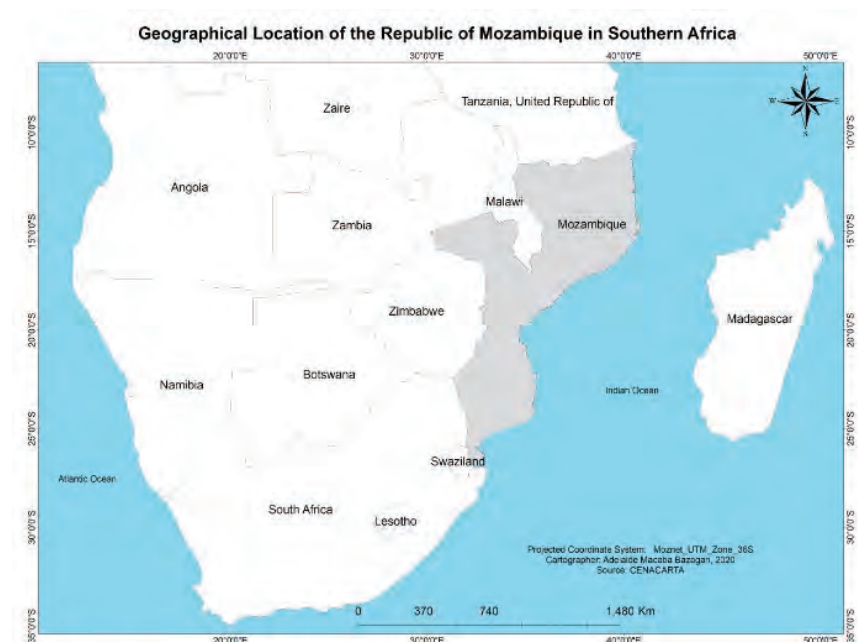 Geographical Location of the Republic of Mozambique in Southern Africa
20°0'0"E 30°0'0"E 40°0'0"E 50°0'0"E
N
W E
S
Tanzania, United Republic of
Zaire
10°0'0"S 10°0'0"S
Angola
Malawi
Zambia
Mozambique
15°0'0"S 15°0'0"S
Zimbabwe
Madagascar
20°0'0"S 20°0'0"S
Botswana
Namibia
Indian Ocean
25°0'0"S 25°0'0"S
Swaziland
Atlantic Ocean
South Africa
Lesotho
30°0'0"S 30°0'0"S
Projected Coordinate System: Moznet_UTM_Zone_36S
Cartographer: Adelaide Macaba Bazagari, 2020
Source: CENACARTA
0 370 740 1,480 Km
35°0'0"S 35°0'0"S
20°0'0"E 30°0'0"E 40°0'0"E 50°0'0"E